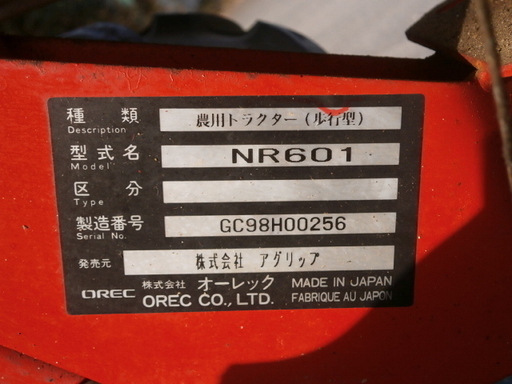 種類 農用トラクター(歩行型)
Description
型式名 NR601
Model
区分
Type
製造番号 GC98H00256
Serial No.
発売元 株式会社 アグリップ
OREC 株式会社 オーレック MADE IN JAPAN
OREC CO., LTD. FABRIQUE AU JAPON